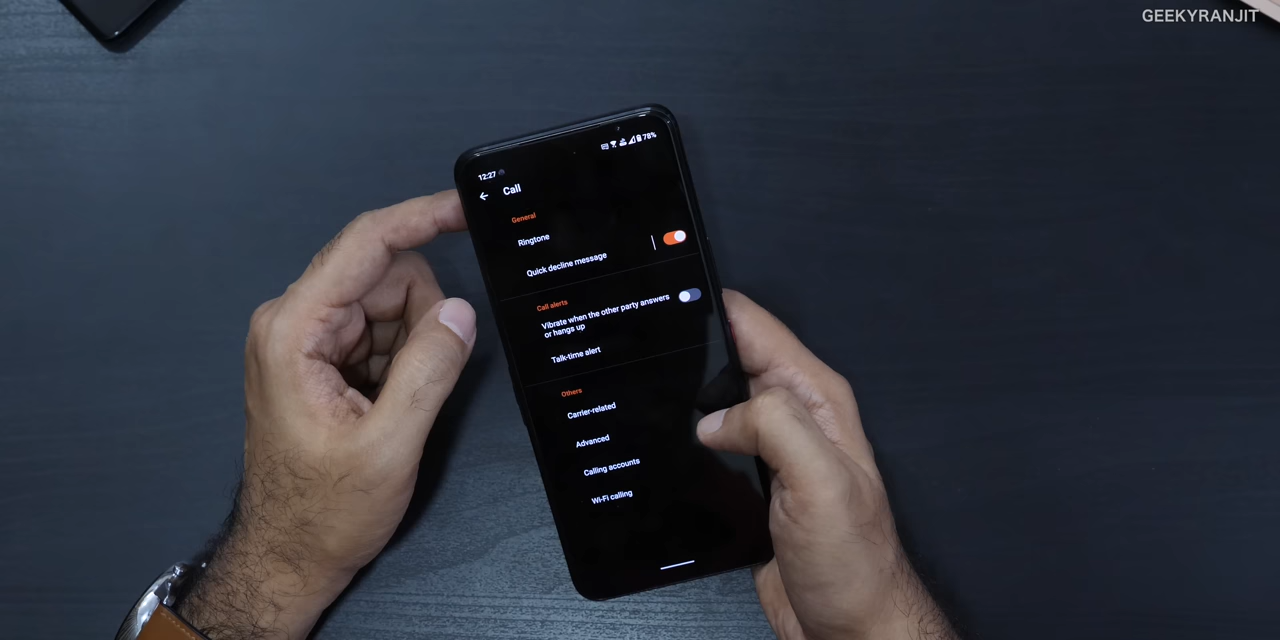 GEEKYRANJIT
78%
12:27
Call
General
Ringtone
Quick decline message
Call alerts
Vibrate when the other party answers
or hangs up
Talk-time alert
Others
Carrier-related
Advanced
Calling accounts
Wi-Fi calling